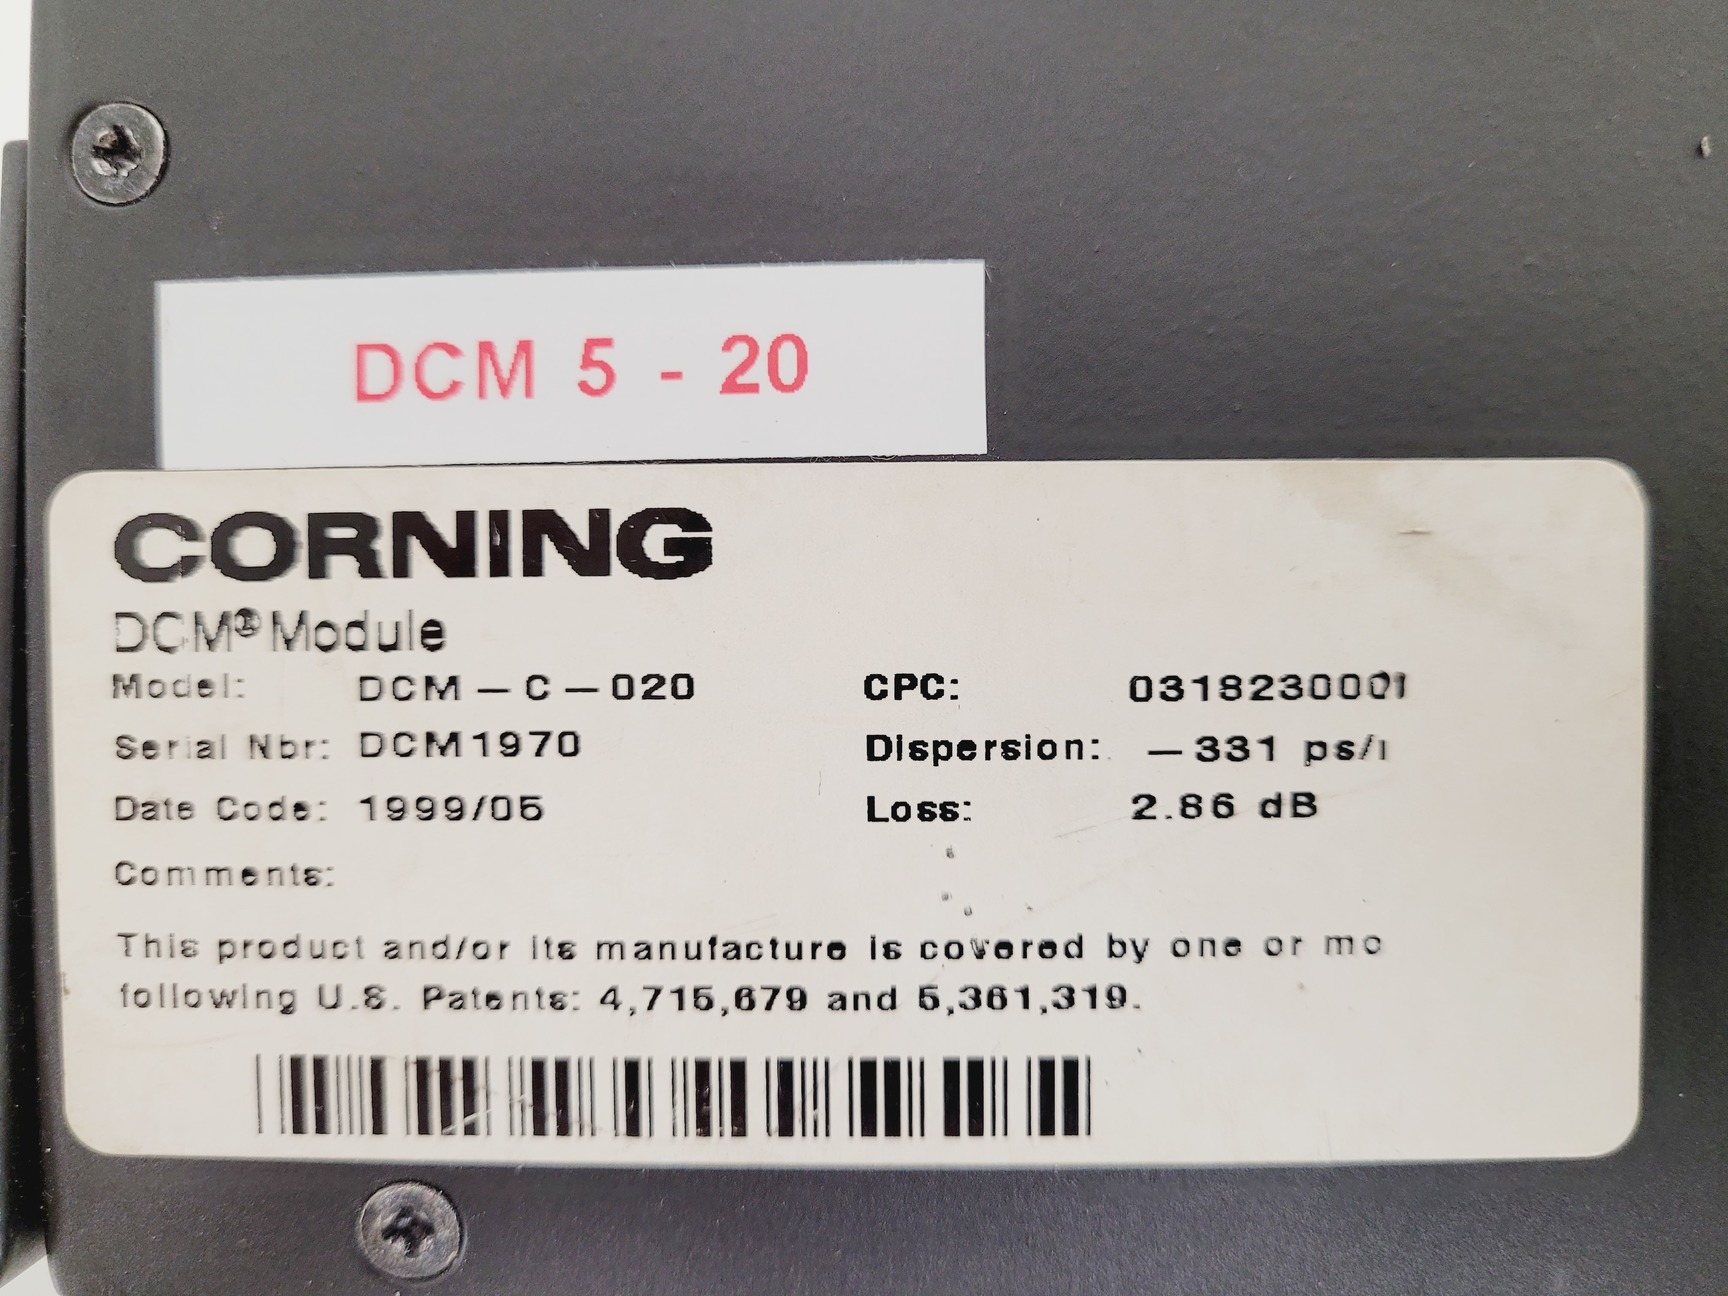 DCM 5 - 20
CORNING
DCM® Module
Model: DCM - C - 020 CPC: 0318230001
Serial Nbr: DCM1970 Dispersion: -331 ps/
Date Code: 1999/05 Loss: 2.86 dB
Comments:
This product and/or its manufacture is covered by one or mo
following U.S. Patents: 4,715,679 and 5,361,319.